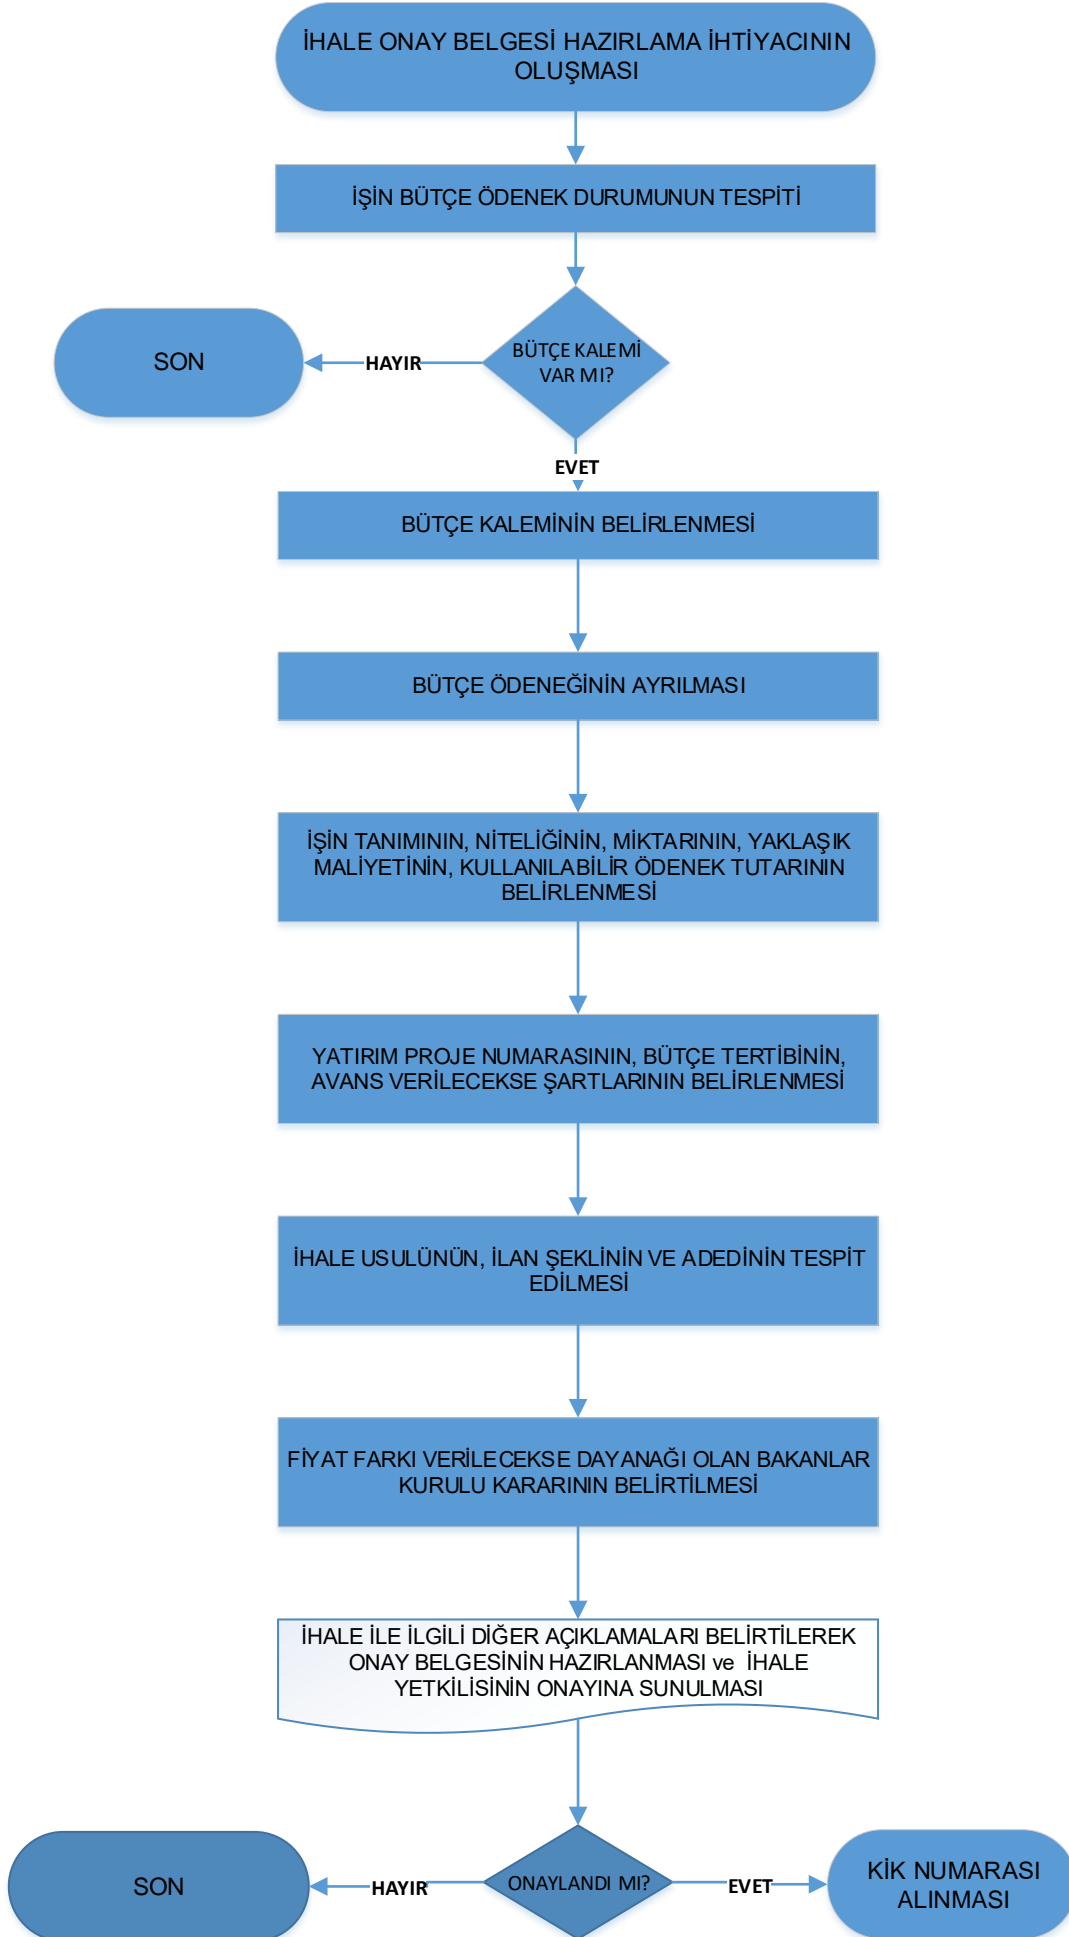 İHALE ONAY BELGESİ HAZIRLAMA İHTİYACININ
OLUŞMASI
İŞİN BÜTÇE ÖDENEK DURUMUNUN TESPİTİ
SON
HAYIR
BÜTÇE KALEMİ
VAR MI?
EVET
BÜTÇE KALEMİNİN BELİRLENMESİ
BÜTÇE ÖDENEĞİNİN AYRILMASI
İŞİN TANIMININ, NİTELİĞİNİN, MİKTARININ, YAKLAŞIK
MALİYETİNİN, KULLANILABİLİR ÖDENEK TUTARININ
BELİRLENMESİ
YATIRIM PROJE NUMARASININ, BÜTÇE TERTİBİNİN,
AVANS VERİLECEKSE ŞARTLARININ BELİRLENMESİ
İHALE USULÜNÜN, İLAN ŞEKLİNİN VE ADEDİNİN TESPİT
EDİLMESİ
FİYAT FARKI VERİLECEKSE DAYANAĞI OLAN BAKANLAR
KURULU KARARININ BELİRTİLMESİ
İHALE İLE İLGİLİ DİĞER AÇIKLAMALARI BELİRTİLEREK
ONAY BELGESİNİN HAZIRLANMASI ve İHALE
YETKİLİSİNİN ONAYINA SUNULMASI
SON
HAYIR
ONAYLANDI MI?
EVET
KİK NUMARASI
ALINMASI